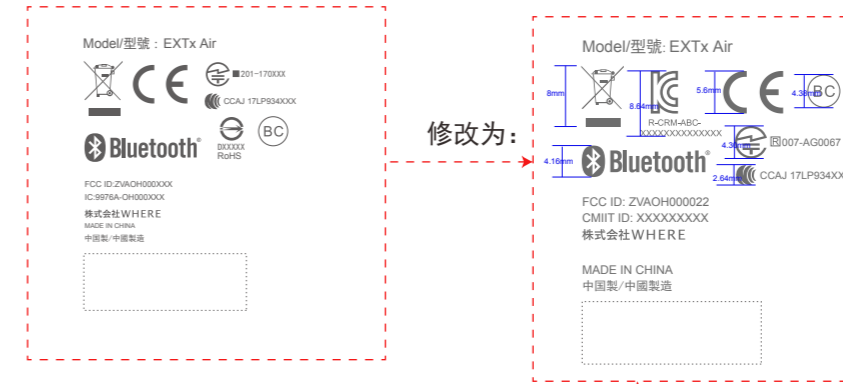 Model/型號：EXTx Air
CE
201-170XXX
CCAJ 17LP934XXX
Bluetooth®
DXXXXX
RoHS
BC
FCC ID:ZVAOH000XXX
IC:9976A-OH000XXX
株式会社WHERE
MADE IN CHINA
中国製/中國製造
修改为：
Model/型號: EXTx Air
8mm
8.64mm
5.6mm
CE
4.38mm
BC
R-CRM-ABC-
XXXXXXXXXXXXXX
4.36mm
R 007-AG0067
4.16mm
Bluetooth®
2.64mm
CCAJ 17LP934XX
FCC ID: ZVAOH000022
CMIIT ID: XXXXXXXXX
株式会社WHERE
MADE IN CHINA
中国製/中國製造